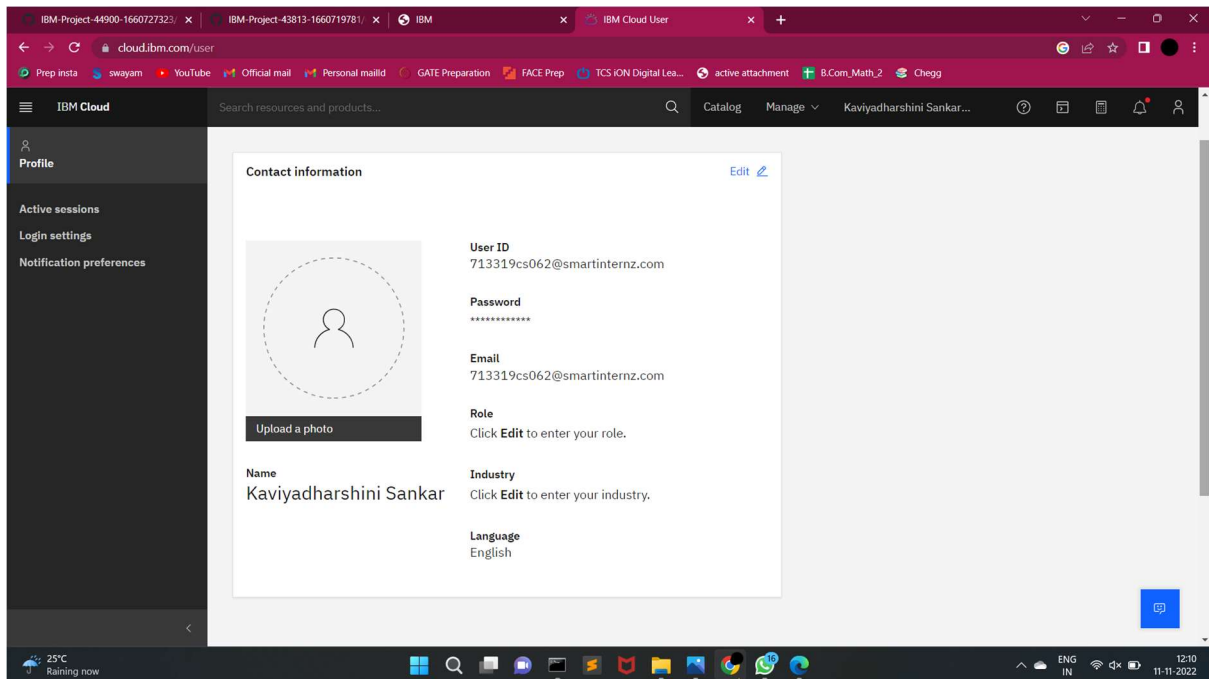 IBM-Project-44900-1660727323/
IBM-Project-43813-1660719781/
IBM
IBM Cloud User
cloud.ibm.com/user
Prep insta
swayam
YouTube
Official mail
Personal mailId
GATE Preparation
FACE Prep
TCS iON Digital Lea...
active attachment
B.Com_Math_2
Chegg
IBM Cloud
Search resources and products...
Catalog
Manage
Kaviyadharshini Sankar...
Profile
Active sessions
Login settings
Notification preferences
Contact information
Edit
Upload a photo
Name
Kaviyadharshini Sankar
User ID
713319cs062@smartinternz.com
Password
************
Email
713319cs062@smartinternz.com
Role
Click Edit to enter your role.
Industry
Click Edit to enter your industry.
Language
English
25°C
Raining now
16
ENG
IN
12:10
11-11-2022